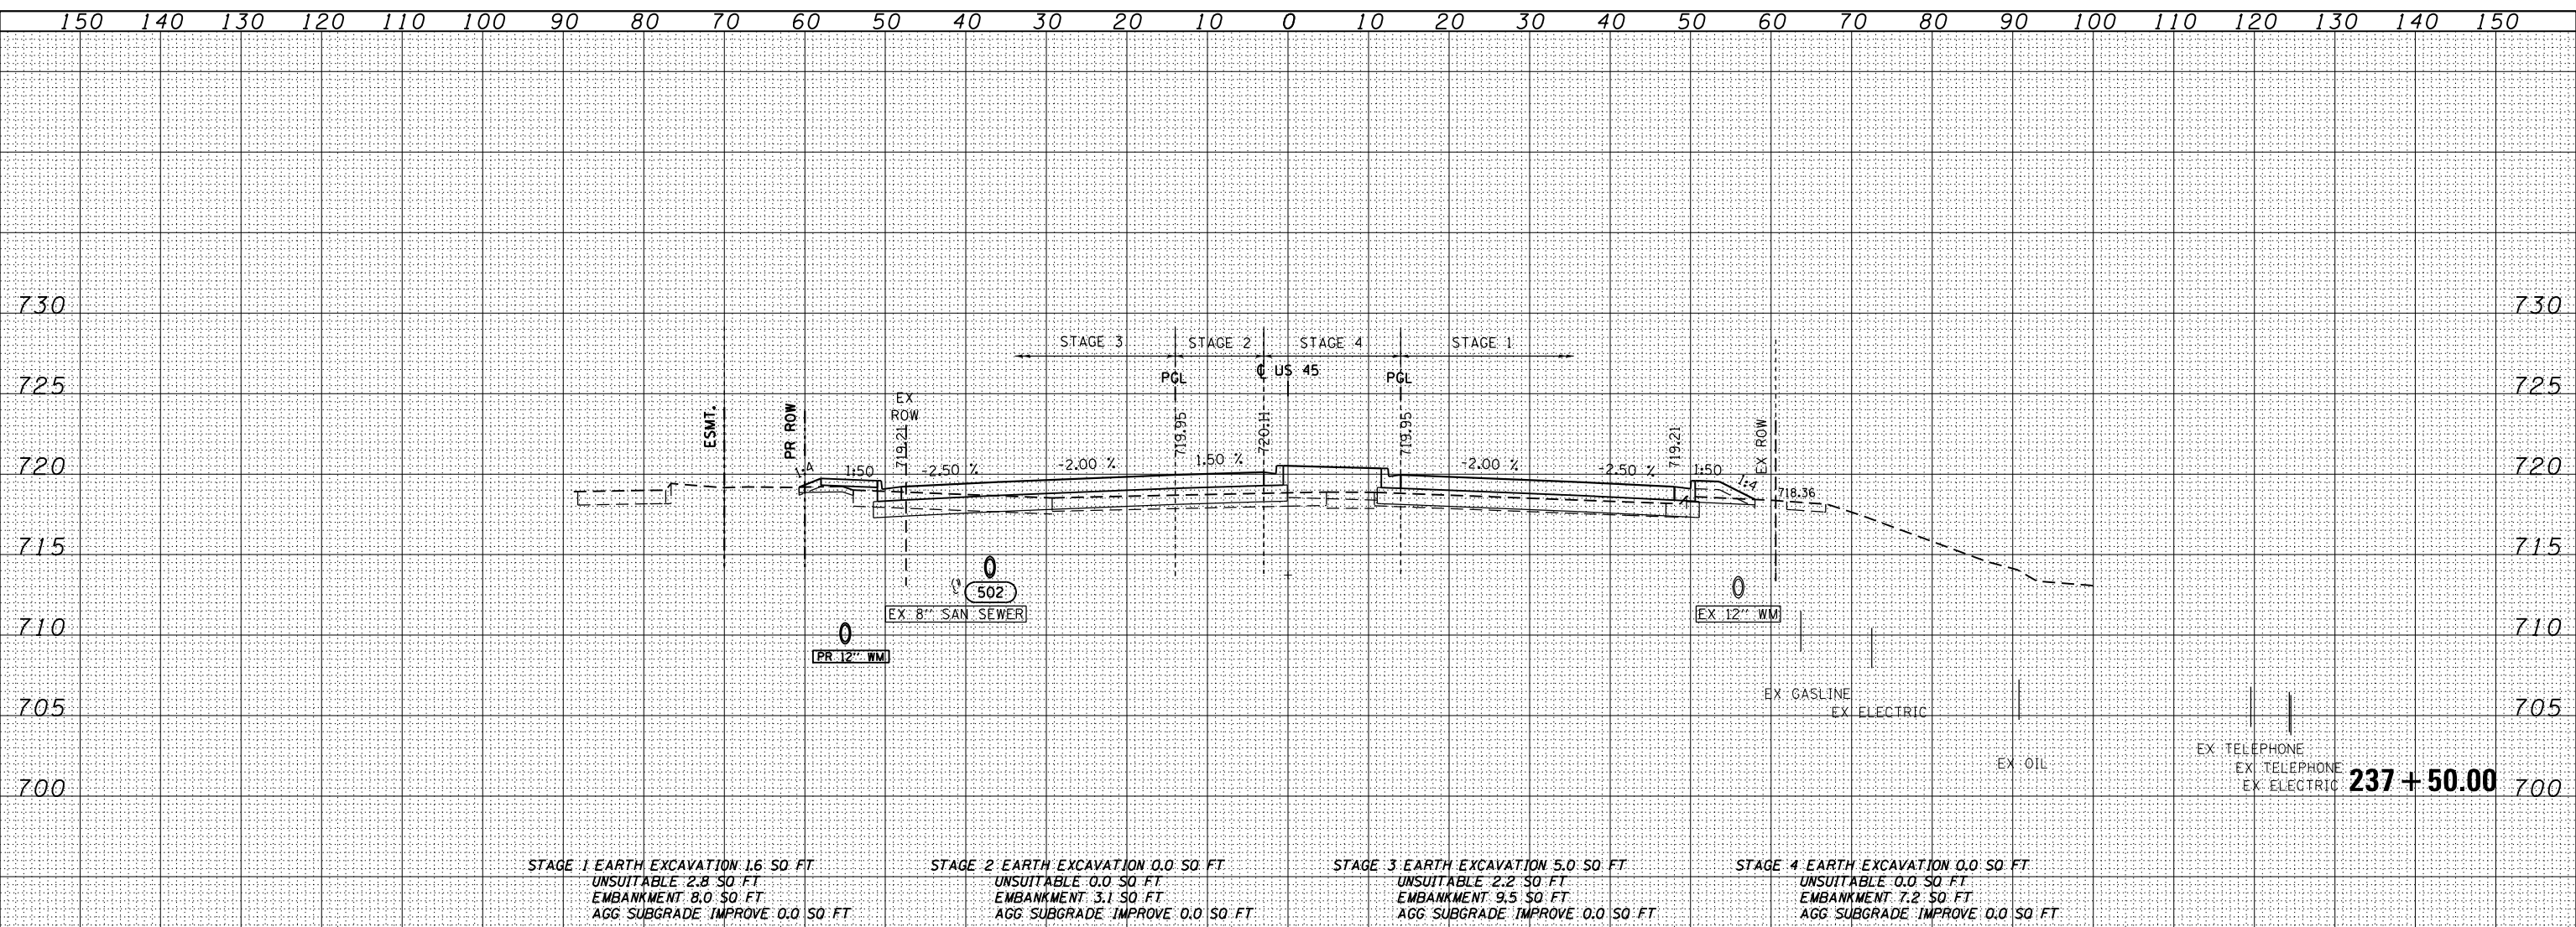 150 140 130 120 110 100 90 80 70 60 50 40 30 20 10 0 10 20 30 40 50 60 70 80 90 100 110 120 130 140 150
730 730
STAGE 3 STAGE 2 STAGE 4 STAGE 1
℄ US 45
PGL PGL
725 725
EX
ROW
ESMT. PR ROW 719.21 719.95 720.11 719.95 719.21 EX ROW
720 1:4 1:50 -2.50 % -2.00 % 1.50 % -2.00 % -2.50 % 1:50 1:4 720
718.36
715 715
502
EX 8'' SAN SEWER EX 12'' WM
710 710
PR 12'' WM
EX GASLINE
705 EX ELECTRIC 705
EX TELEPHONE
EX OIL EX TELEPHONE
700 EX ELECTRIC 237+50.00 700
STAGE 1 EARTH EXCAVATION 1.6 SQ FT
UNSUITABLE 2.8 SQ FT
EMBANKMENT 8.0 SQ FT
AGG SUBGRADE IMPROVE 0.0 SQ FT
STAGE 2 EARTH EXCAVATION 0.0 SQ FT
UNSUITABLE 0.0 SQ FT
EMBANKMENT 3.1 SQ FT
AGG SUBGRADE IMPROVE 0.0 SQ FT
STAGE 3 EARTH EXCAVATION 5.0 SQ FT
UNSUITABLE 2.2 SQ FT
EMBANKMENT 9.5 SQ FT
AGG SUBGRADE IMPROVE 0.0 SQ FT
STAGE 4 EARTH EXCAVATION 0.0 SQ FT
UNSUITABLE 0.0 SQ FT
EMBANKMENT 7.2 SQ FT
AGG SUBGRADE IMPROVE 0.0 SQ FT